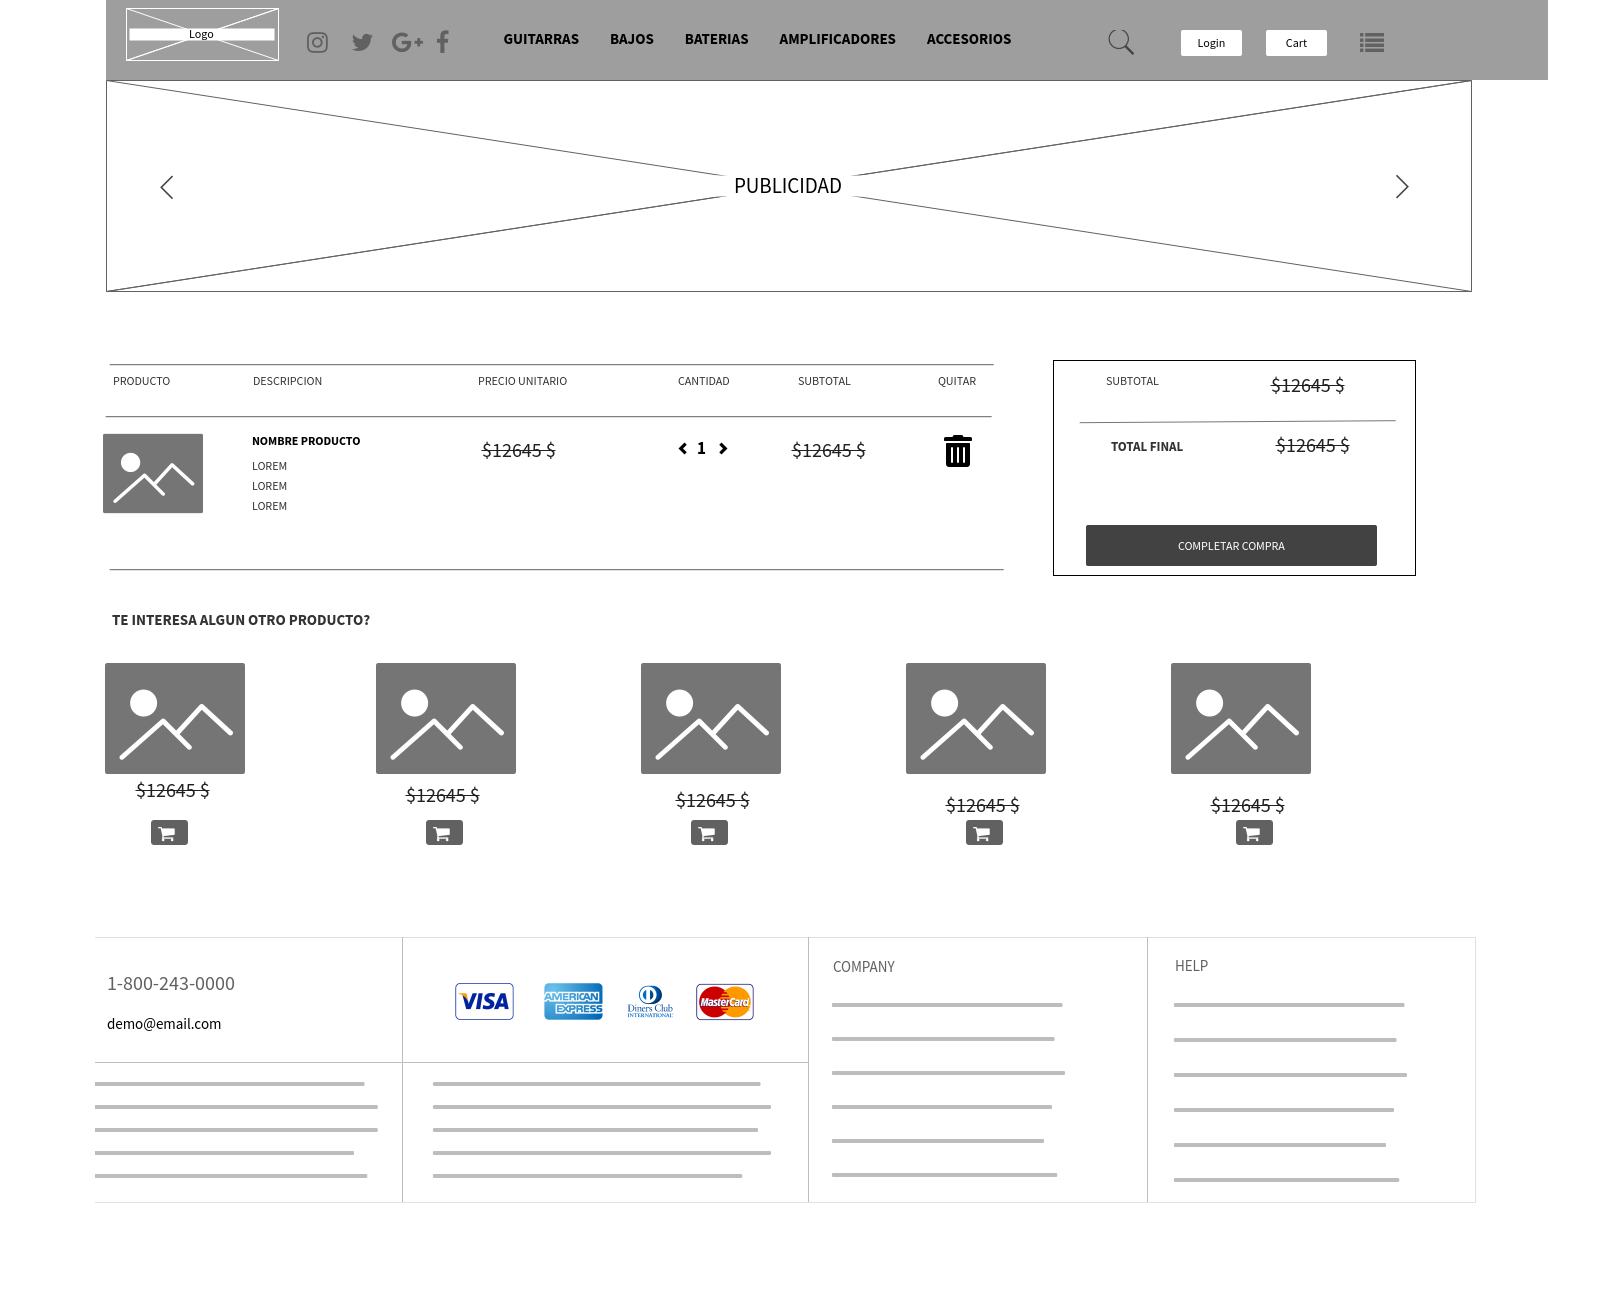 Logo
GUITARRAS BAJOS BATERIAS AMPLIFICADORES ACCESORIOS
Login Cart
PUBLICIDAD
PRODUCTO DESCRIPCION PRECIO UNITARIO CANTIDAD SUBTOTAL QUITAR
NOMBRE PRODUCTO
LOREM
LOREM
LOREM
$12645 $ 1 $12645 $
SUBTOTAL $12645 $
TOTAL FINAL $12645 $
COMPLETAR COMPRA
TE INTERESA ALGUN OTRO PRODUCTO?
$12645 $ $12645 $ $12645 $ $12645 $ $12645 $
1-800-243-0000
demo@email.com
VISA
AMERICAN
EXPRESS
Diners Club
INTERNATIONAL
MasterCard
COMPANY
HELP